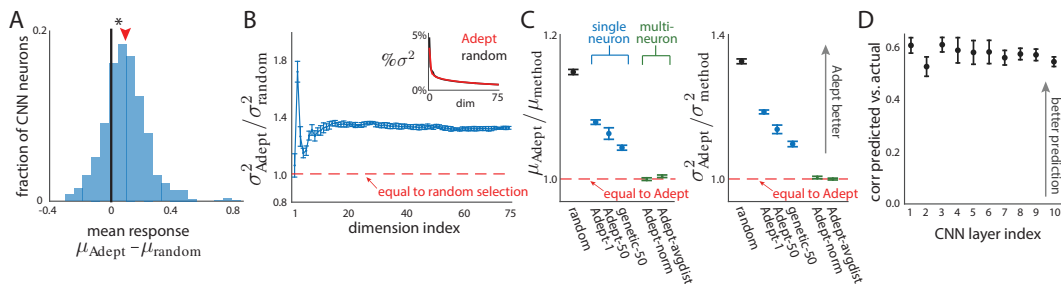 A
fraction of CNN neurons
0.2
*
-0.4
0
0.4
0.8
mean response
μAdept − μrandom
B
σ²Adept / σ²random
1.8
1.4
1.0
1
20
40
60
75
dimension index
equal to random selection
%σ²
5%
0
0
75
dim
Adept
random
C
single neuron
multi-neuron
μAdept / μmethod
1.2
1.0
equal to Adept
random
Adept-1
Adept-50
genetic-50
Adept-norm
Adept-avgdist
σ²Adept / σ²method
1.2
1.0
Adept better
equal to Adept
random
Adept-1
Adept-50
genetic-50
Adept-norm
Adept-avgdist
D
cor predicted vs. actual
0.6
0.4
0.2
0.0
better prediction
1 2 3 4 5 6 7 8 9 10
CNN layer index